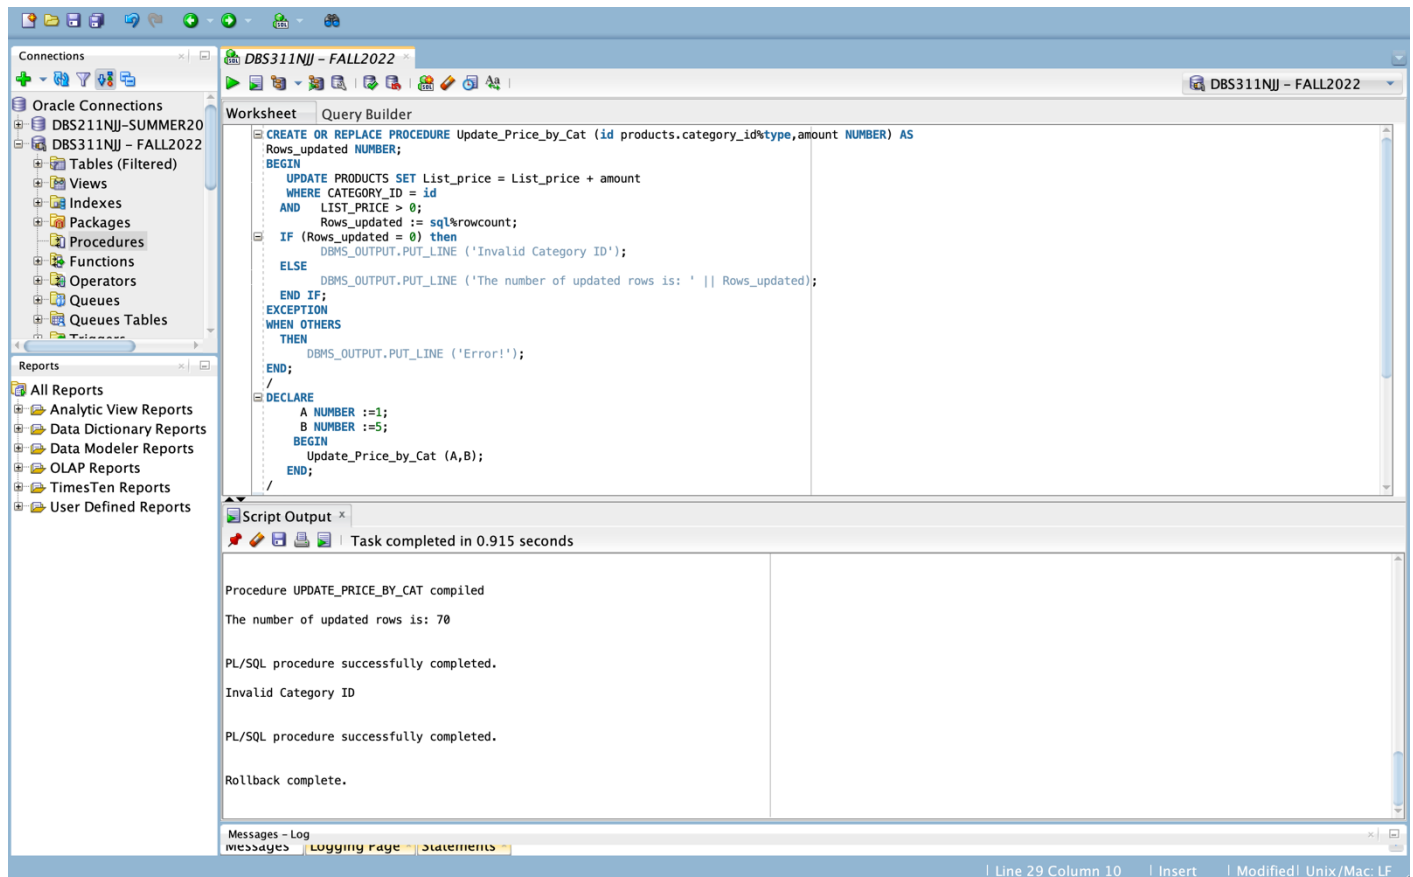 Connections
DBS311NJJ – FALL2022
DBS311NJJ – FALL2022
Oracle Connections
DBS211NJJ–SUMMER20
DBS311NJJ – FALL2022
Tables (Filtered)
Views
Indexes
Packages
Procedures
Functions
Operators
Queues
Queues Tables
Triggers
Reports
All Reports
Analytic View Reports
Data Dictionary Reports
Data Modeler Reports
OLAP Reports
TimesTen Reports
User Defined Reports
Worksheet Query Builder
CREATE OR REPLACE PROCEDURE Update_Price_by_Cat (id products.category_id%type,amount NUMBER) AS
Rows_updated NUMBER;
BEGIN
UPDATE PRODUCTS SET List_price = List_price + amount
WHERE CATEGORY_ID = id
AND LIST_PRICE > 0;
Rows_updated := sql%rowcount;
IF (Rows_updated = 0) then
DBMS_OUTPUT.PUT_LINE ('Invalid Category ID');
ELSE
DBMS_OUTPUT.PUT_LINE ('The number of updated rows is: ' || Rows_updated);
END IF;
EXCEPTION
WHEN OTHERS
THEN
DBMS_OUTPUT.PUT_LINE ('Error!');
END;
/
DECLARE
A NUMBER :=1;
B NUMBER :=5;
BEGIN
Update_Price_by_Cat (A,B);
END;
/
Script Output
Task completed in 0.915 seconds
Procedure UPDATE_PRICE_BY_CAT compiled
The number of updated rows is: 70
PL/SQL procedure successfully completed.
Invalid Category ID
PL/SQL procedure successfully completed.
Rollback complete.
Messages – Log
Messages Logging Page Statements
Line 29 Column 10 | Insert | Modified| Unix/Mac: LF